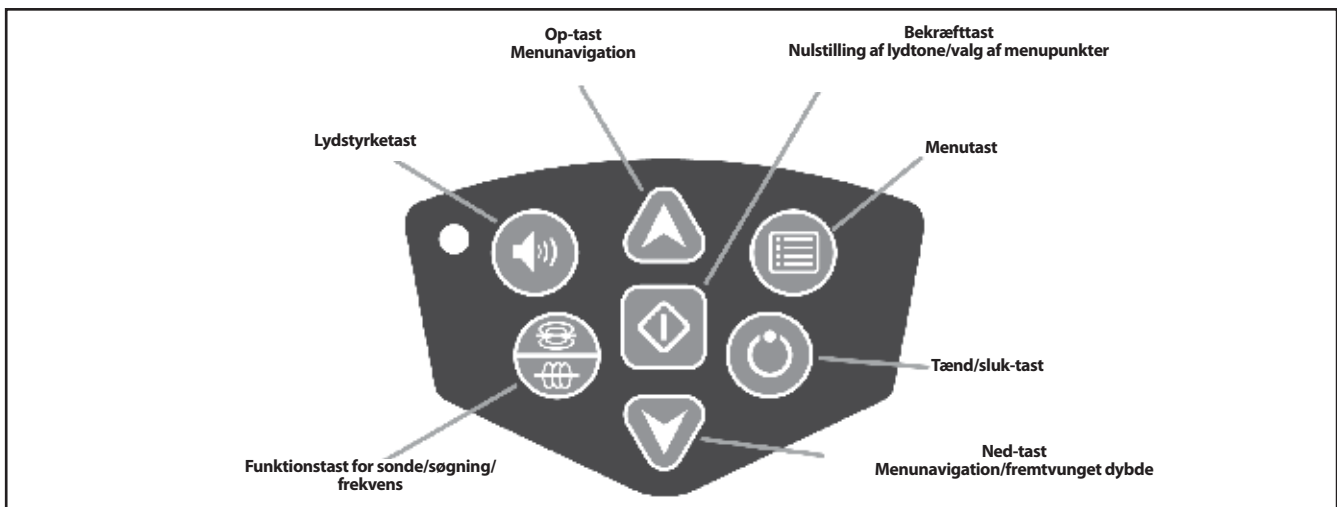 Op-tast
Menunavigation
Bekræfttast
Nulstilling af lydtone/valg af menupunkter
Lydstyrketast
Menutast
Tænd/sluk-tast
Funktionstast for sonde/søgning/
frekvens
Ned-tast
Menunavigation/fremtvunget dybde